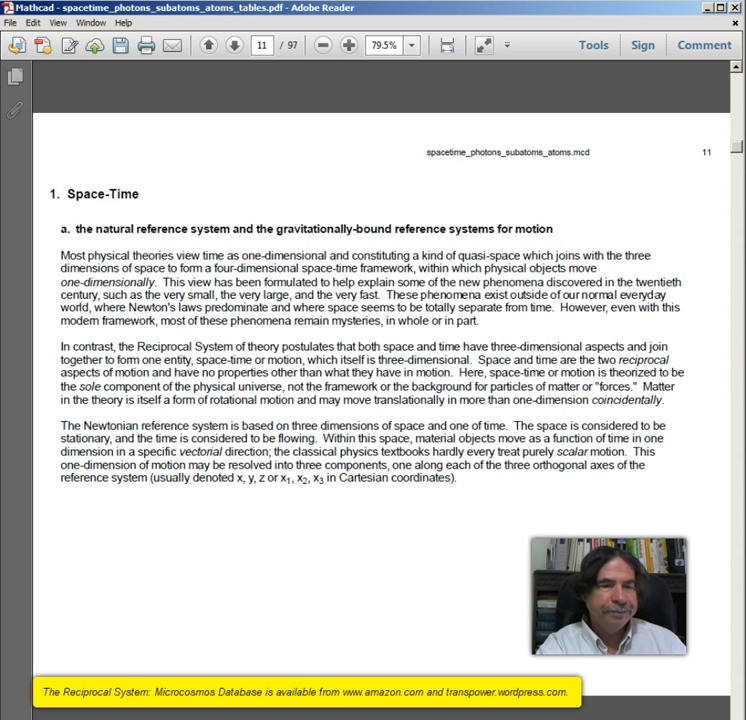 Mathcad - spacetime_photons_subatoms_atoms_tables.pdf - Adobe Reader
File Edit View Window Help
11 / 97 79.5% Tools Sign Comment
spacetime_photons_subatoms_atoms.mcd 11
1. Space-Time
a. the natural reference system and the gravitationally-bound reference systems for motion
Most physical theories view time as one-dimensional and constituting a kind of quasi-space which joins with the three
dimensions of space to form a four-dimensional space-time framework, within which physical objects move
one-dimensionally. This view has been formulated to help explain some of the new phenomena discovered in the twentieth
century, such as the very small, the very large, and the very fast. These phenomena exist outside of our normal everyday
world, where Newton's laws predominate and where space seems to be totally separate from time. However, even with this
modern framework, most of these phenomena remain mysteries, in whole or in part.
In contrast, the Reciprocal System of theory postulates that both space and time have three-dimensional aspects and join
together to form one entity, space-time or motion, which itself is three-dimensional. Space and time are the two reciprocal
aspects of motion and have no properties other than what they have in motion. Here, space-time or motion is theorized to be
the sole component of the physical universe, not the framework or the background for particles of matter or "forces." Matter
in the theory is itself a form of rotational motion and may move translationally in more than one-dimension coincidentally.
The Newtonian reference system is based on three dimensions of space and one of time. The space is considered to be
stationary, and the time is considered to be flowing. Within this space, material objects move as a function of time in one
dimension in a specific vectorial direction; the classical physics textbooks hardly every treat purely scalar motion. This
one-dimension of motion may be resolved into three components, one along each of the three orthogonal axes of the
reference system (usually denoted x, y, z or x1, x2, x3 in Cartesian coordinates).
The Reciprocal System: Microcosmos Database is available from www.amazon.com and transpower.wordpress.com.